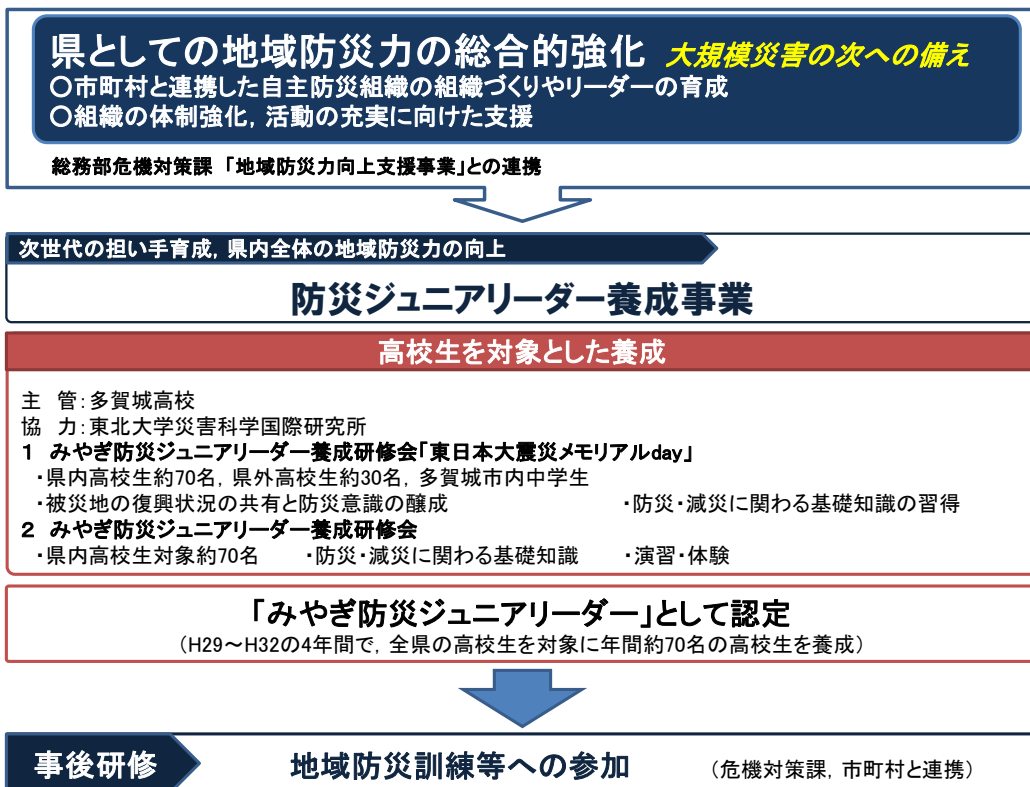 県としての地域防災力の総合的強化 大規模災害の次への備え
○市町村と連携した自主防災組織の組織づくりやリーダーの育成
○組織の体制強化，活動の充実に向けた支援
総務部危機対策課 「地域防災力向上支援事業」との連携
次世代の担い手育成，県内全体の地域防災力の向上
防災ジュニアリーダー養成事業
高校生を対象とした養成
主 管：多賀城高校
協 力：東北大学災害科学国際研究所
1 みやぎ防災ジュニアリーダー養成研修会「東日本大震災メモリアルday」
・県内高校生約70名，県外高校生約30名，多賀城市内中学生
・被災地の復興状況の共有と防災意識の醸成 ・防災・減災に関わる基礎知識の習得
2 みやぎ防災ジュニアリーダー養成研修会
・県内高校生対象約70名 ・防災・減災に関わる基礎知識 ・演習・体験
「みやぎ防災ジュニアリーダー」として認定
（H29～H32の4年間で，全県の高校生を対象に年間約70名の高校生を養成）
事後研修 地域防災訓練等への参加 （危機対策課，市町村と連携）